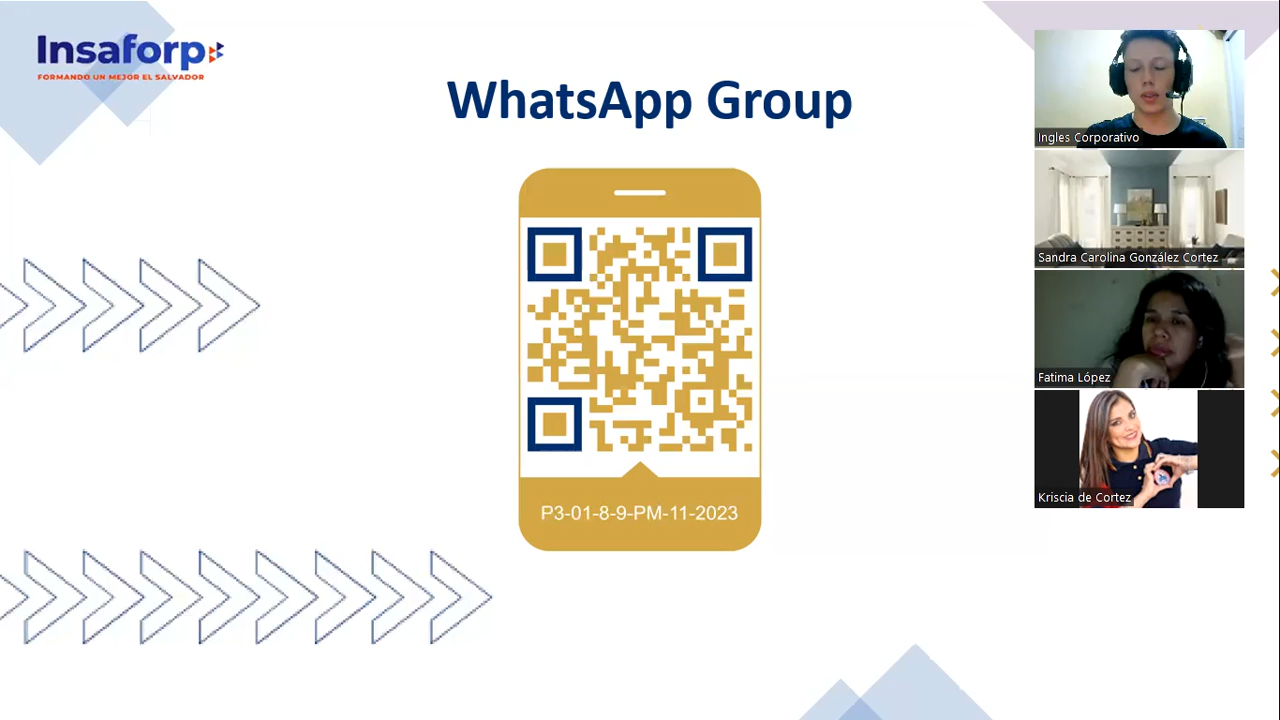 Insaforp
FORMANDO UN MEJOR EL SALVADOR
WhatsApp Group
P3-01-8-9-PM-11-2023
Ingles Corporativo
Sandra Carolina González Cortez
Fatima López
Kriscia de Cortez